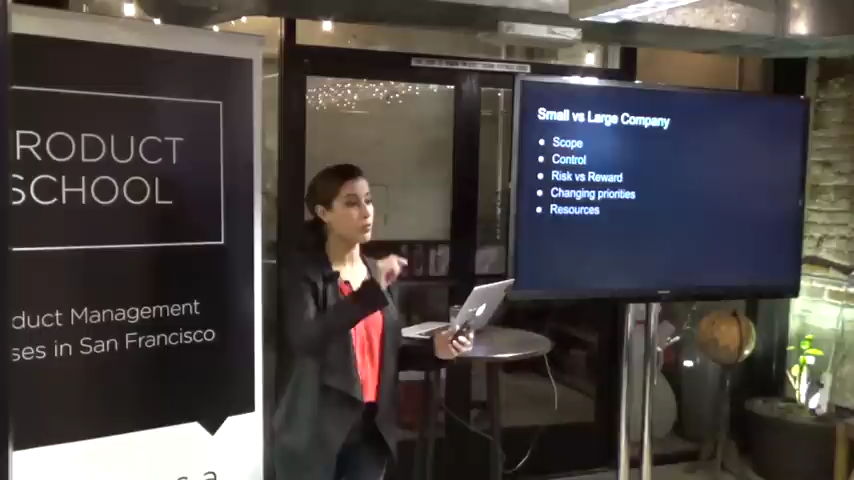 RODUCT
SCHOOL
duct Management
ses in San Francisco
Small vs Large Company
Scope
Control
Risk vs Reward
Changing priorities
Resources